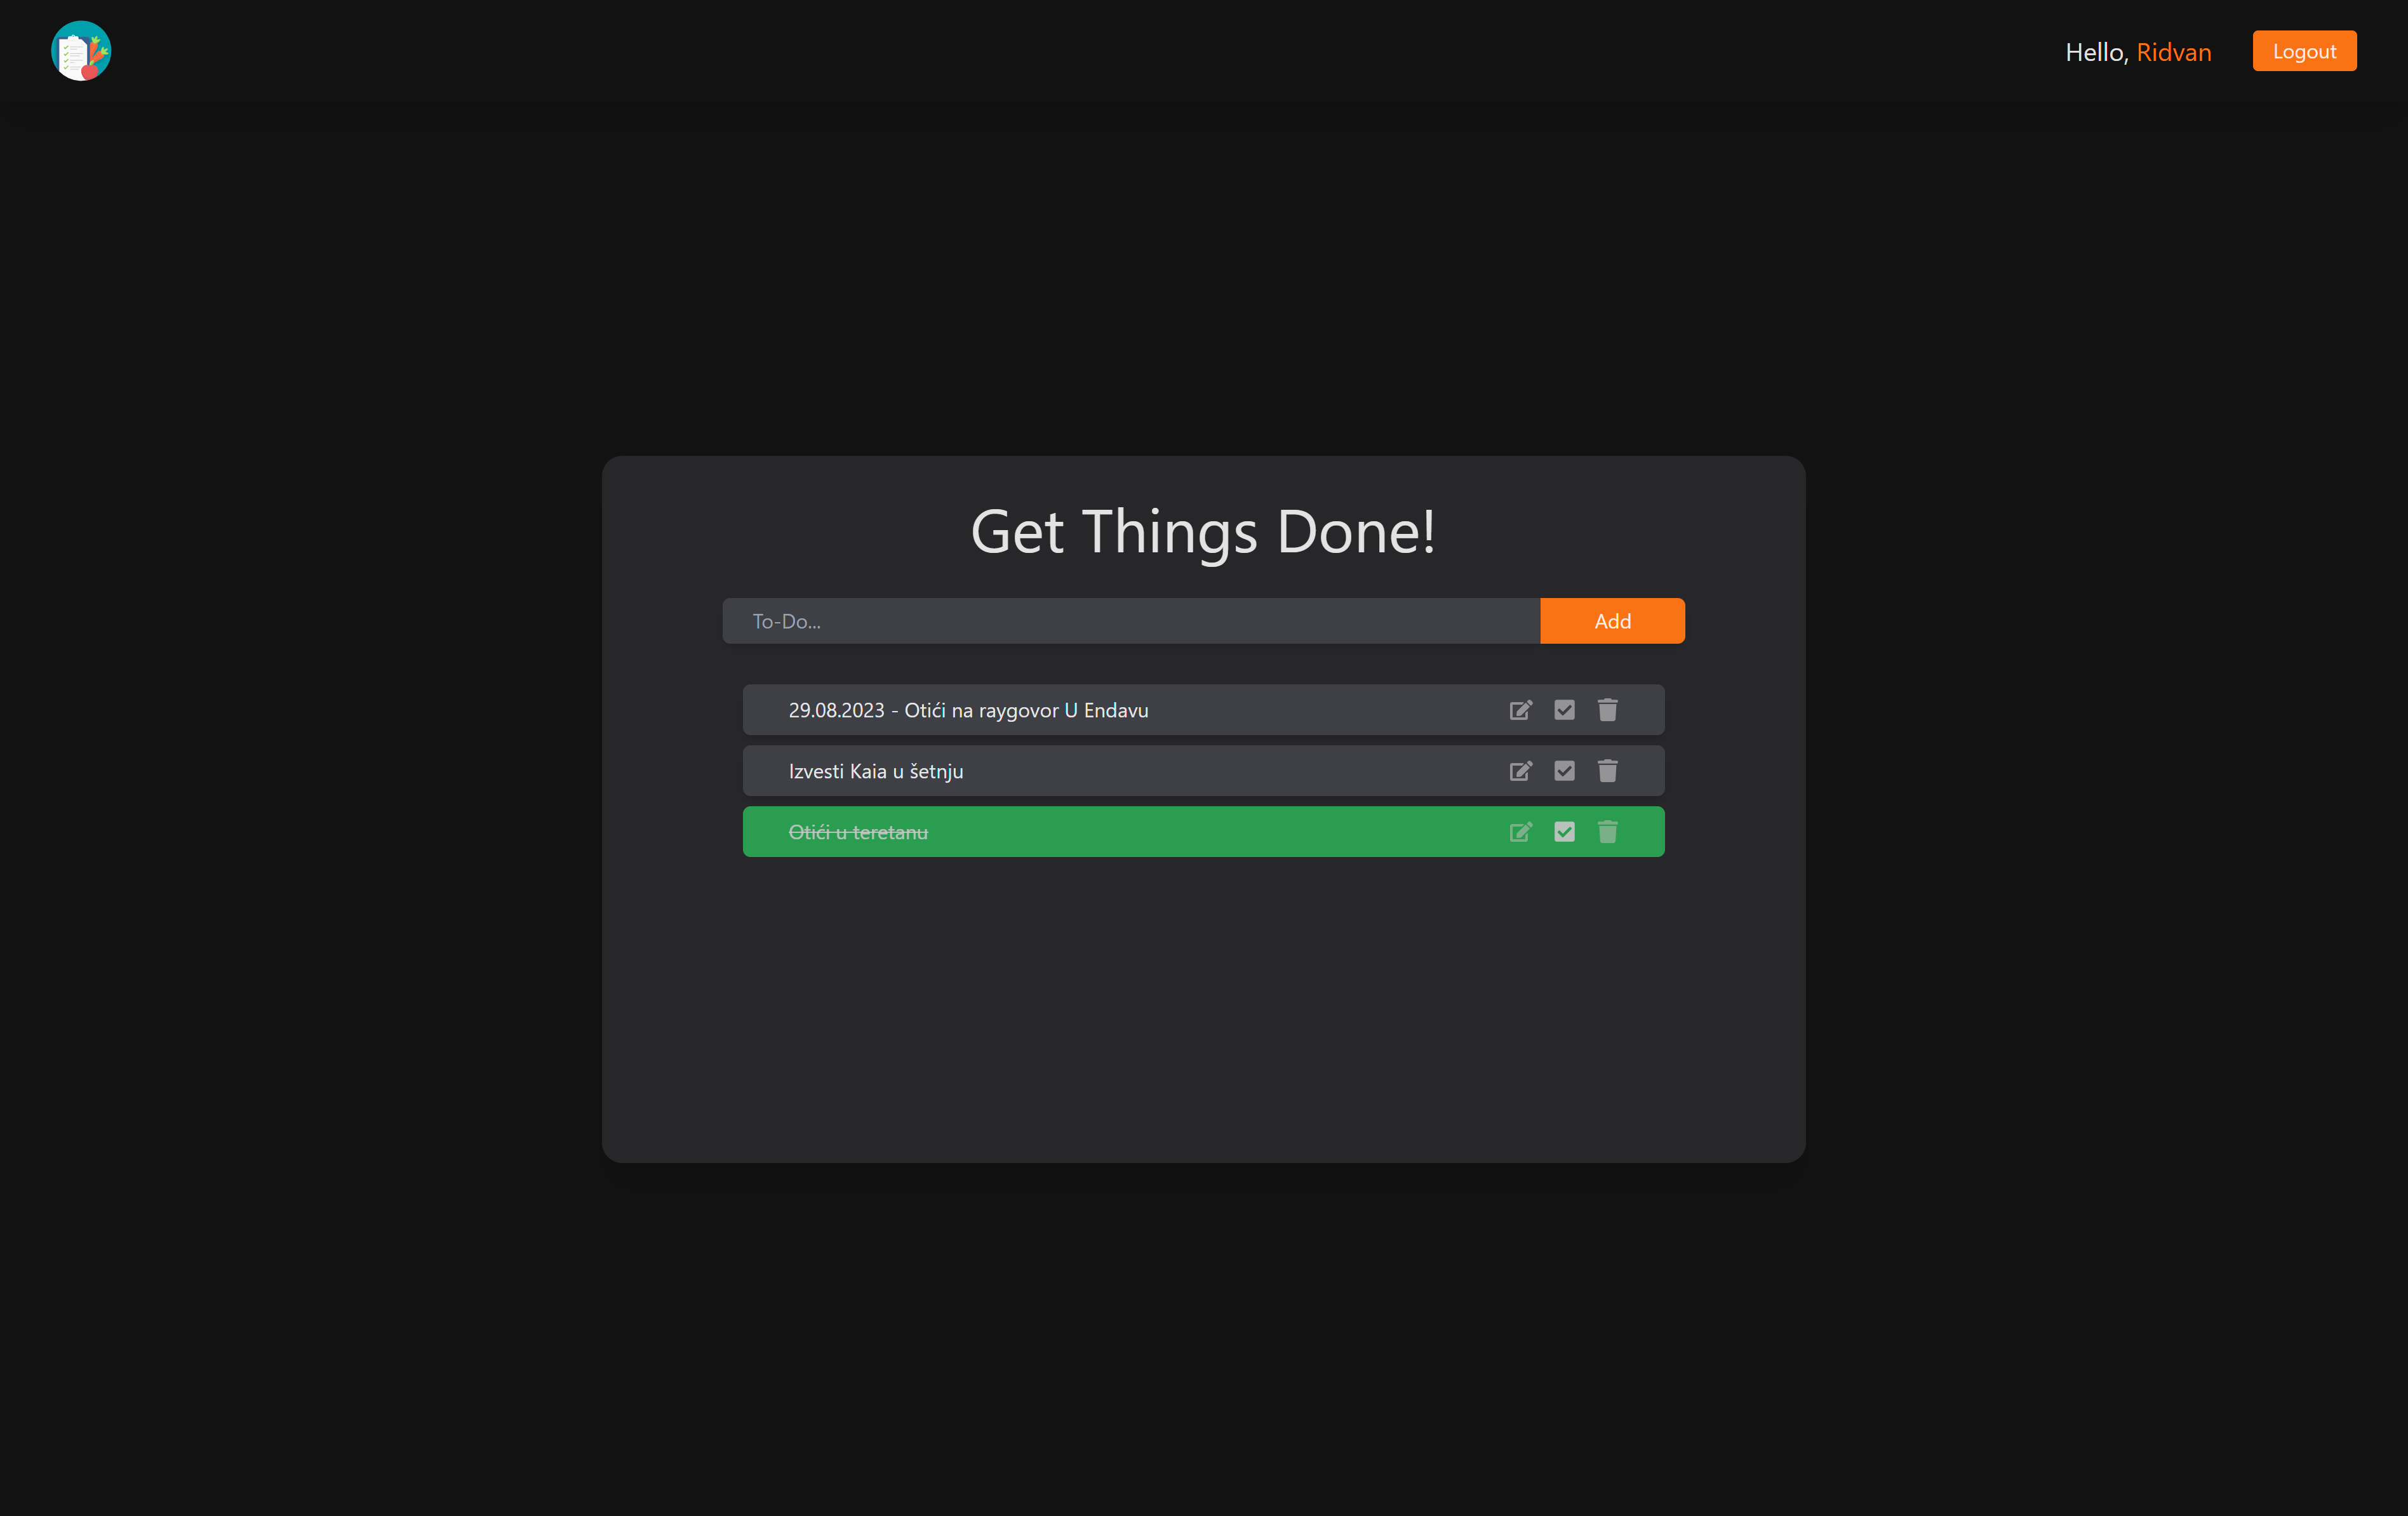 Hello, Ridvan
Logout
Get Things Done!
To-Do...
Add
29.08.2023 - Otići na raygovor U Endavu
Izvesti Kaia u šetnju
Otići u teretanu